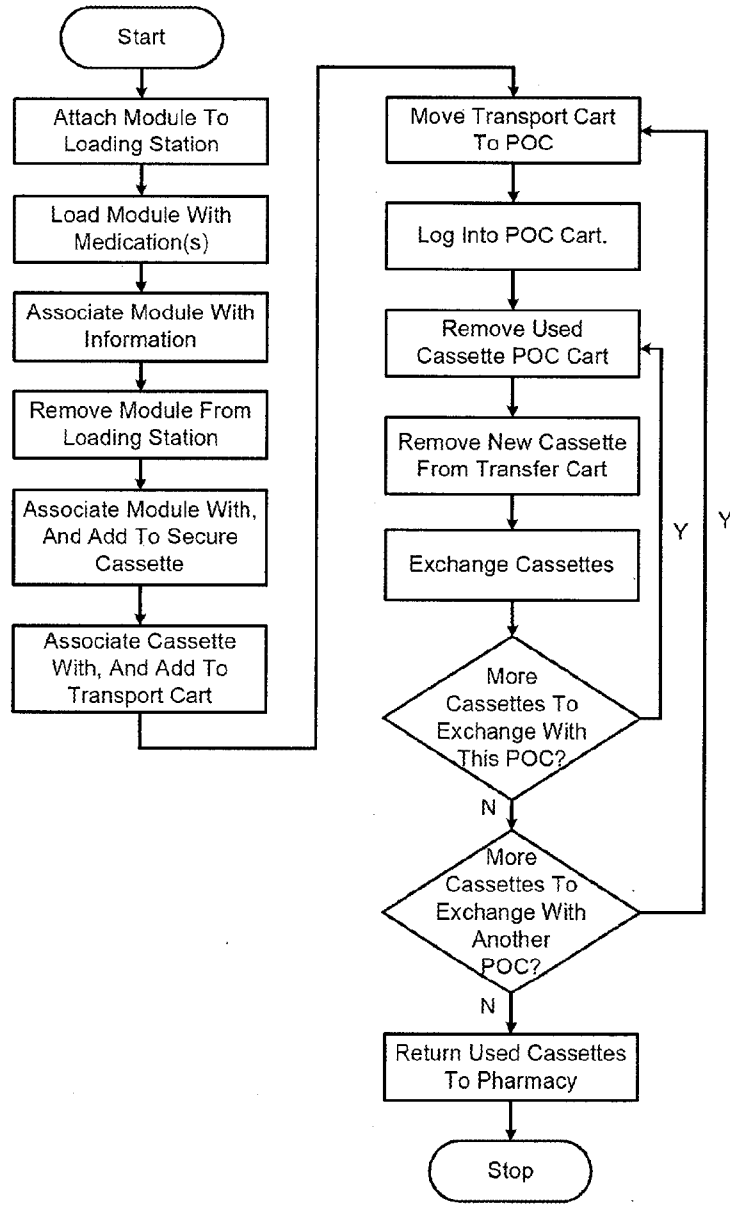 Start
Attach Module To
Loading Station
Load Module With
Medication(s)
Associate Module With
Information
Remove Module From
Loading Station
Associate Module With,
And Add To Secure
Cassette
Associate Cassette
With, And Add To
Transport Cart
Move Transport Cart
To POC
Log Into POC Cart.
Remove Used
Cassette POC Cart
Remove New Cassette
From Transfer Cart
Exchange Cassettes
More
Cassettes To
Exchange With
This POC?
Y
N
More
Cassettes To
Exchange With
Another
POC?
Y
N
Return Used Cassettes
To Pharmacy
Stop